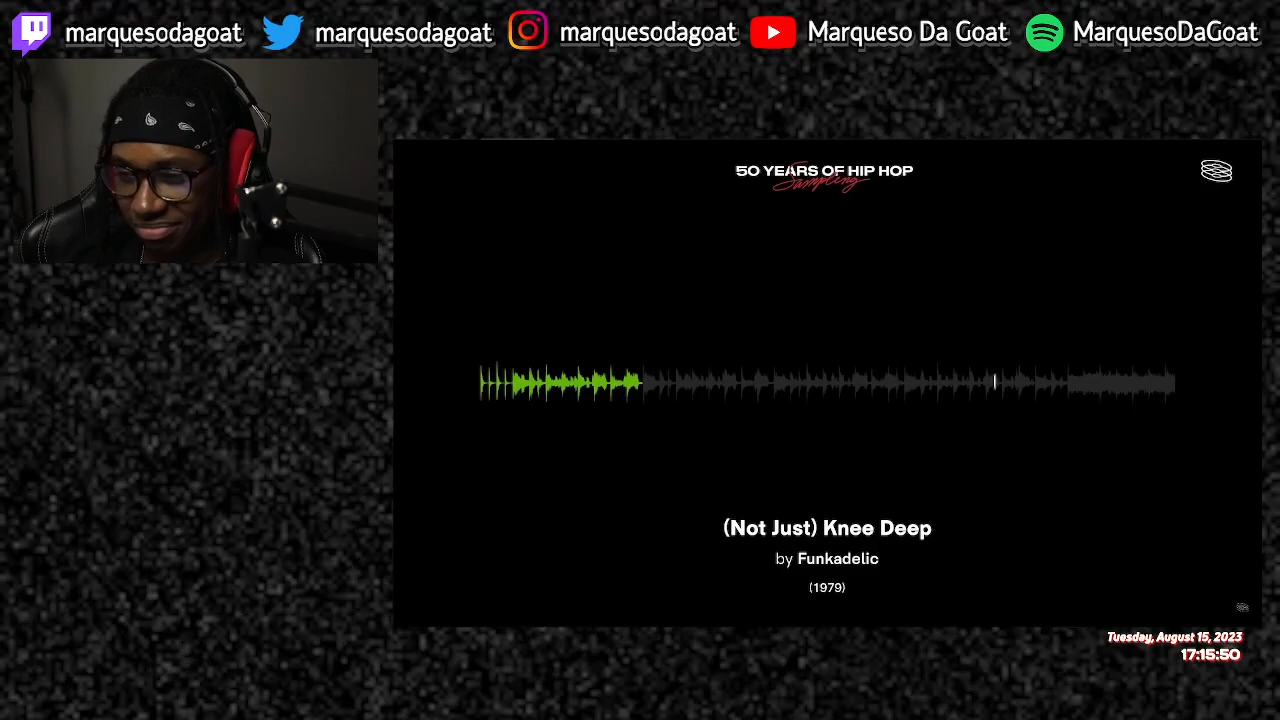 marquesodagoat
marquesodagoat
marquesodagoat
Marqueso Da Goat
MarquesoDaGoat
50 YEARS OF HIP HOP
Sampling
(Not Just) Knee Deep
by Funkadelic
(1979)
Tuesday, August 15, 2023
17:15:50